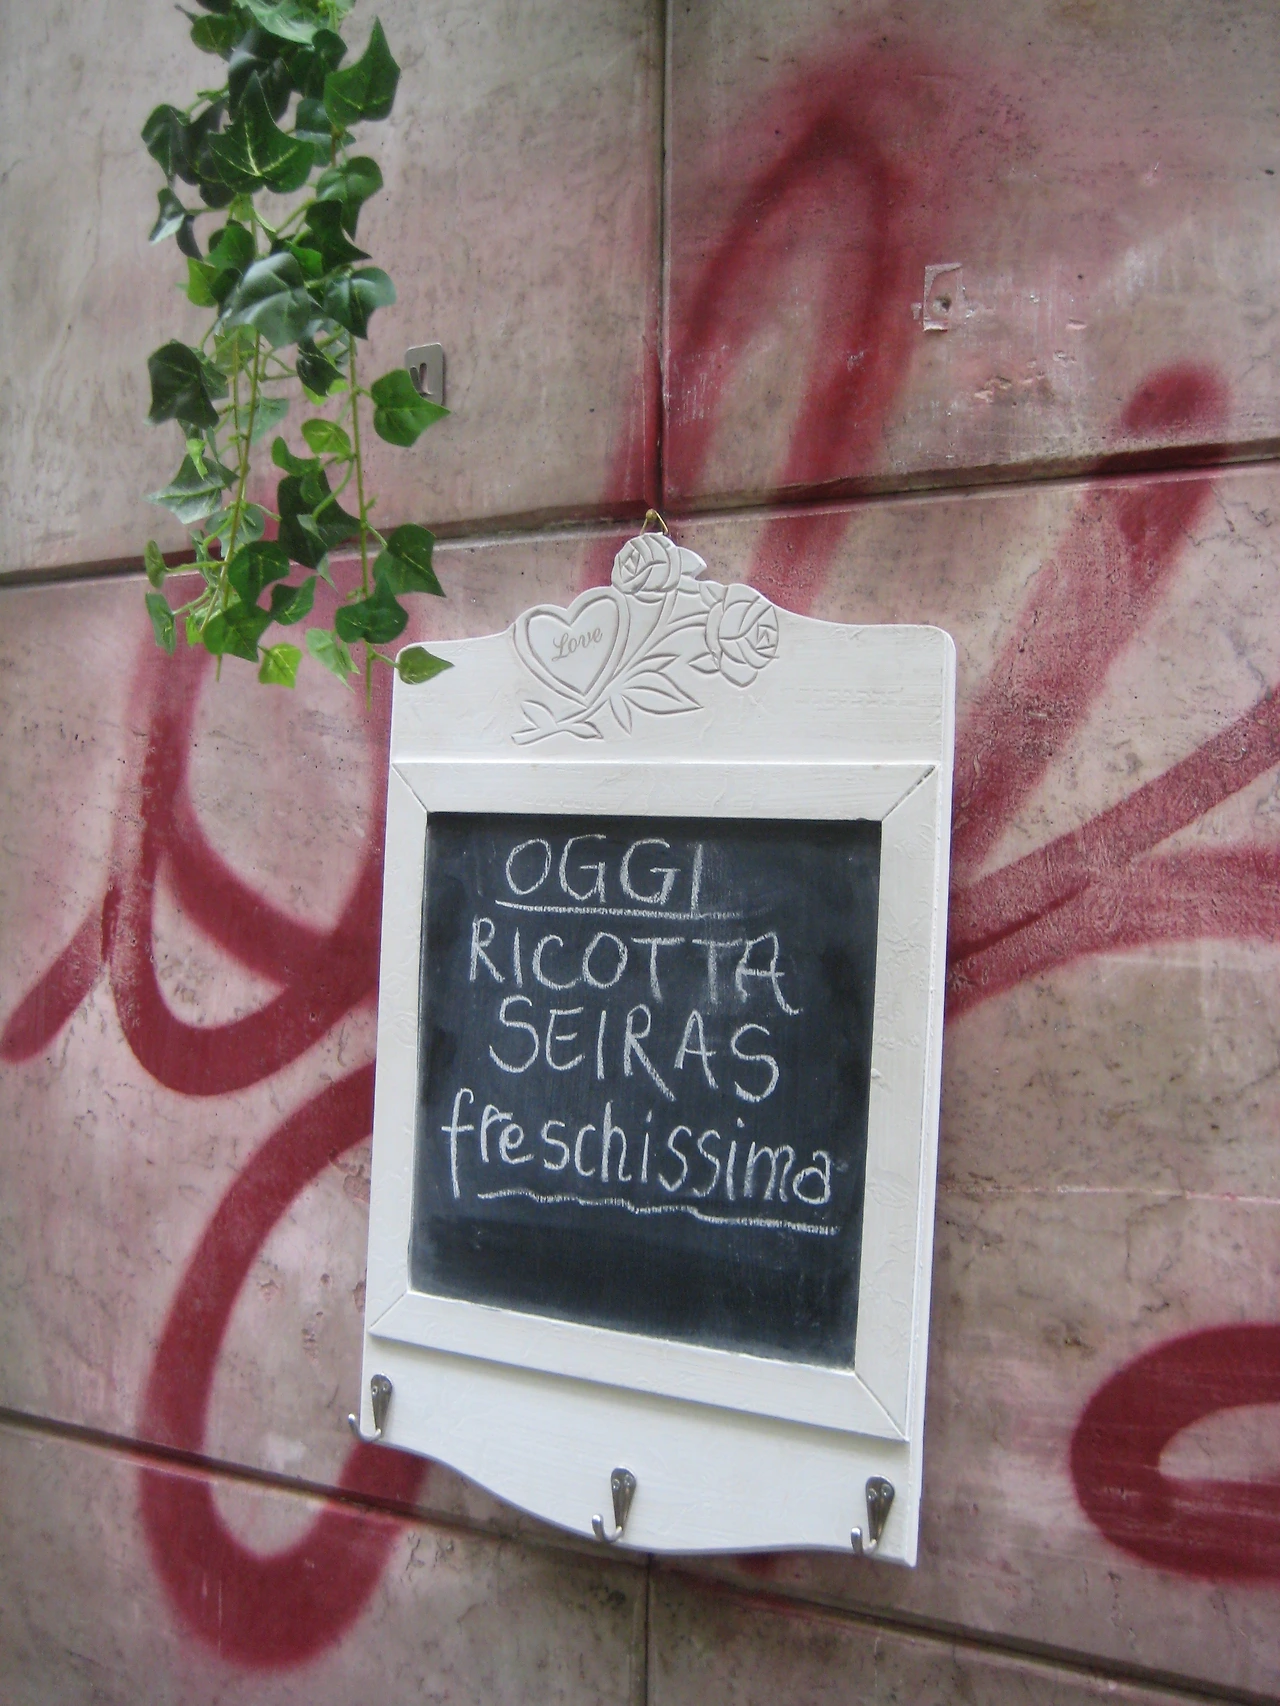 Love
OGGI
RICOTTA
SEIRAS
freschissima